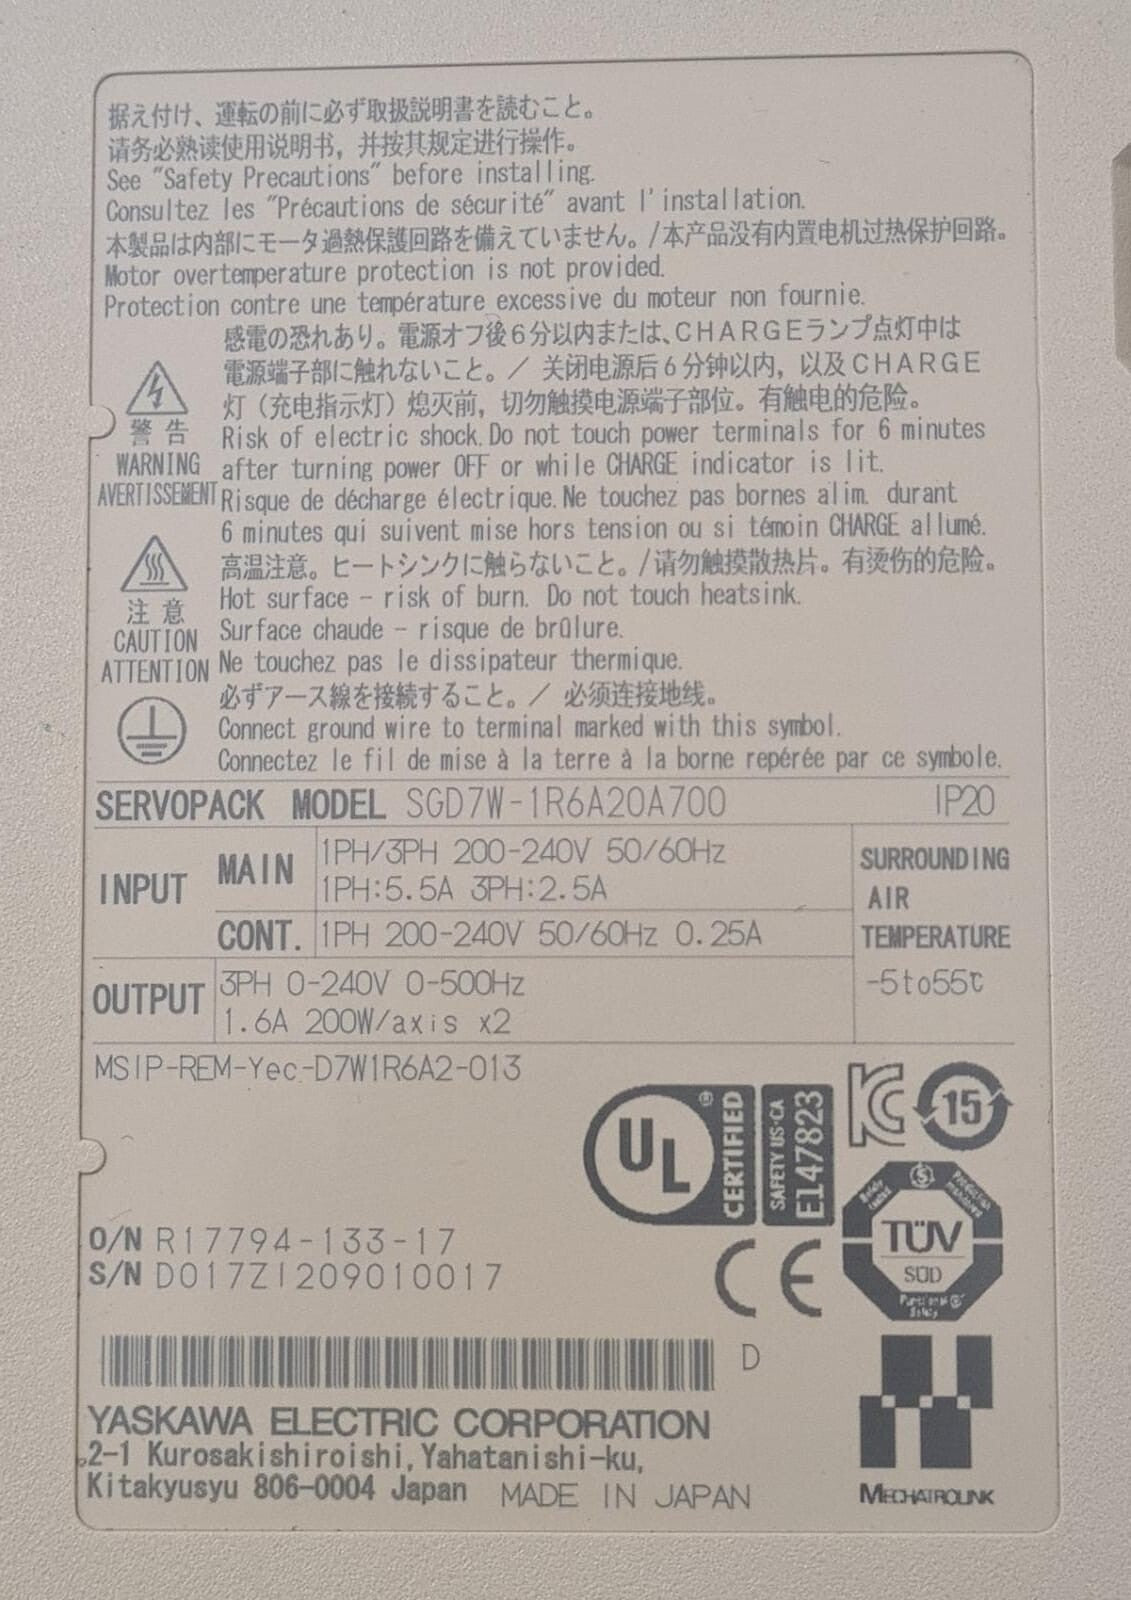 据え付け、運転の前に必ず取扱説明書を読むこと。
请务必熟读使用说明书，并按其规定进行操作。
See "Safety Precautions" before installing.
Consultez les "Précautions de sécurité" avant l'installation.
本製品は内部にモータ過熱保護回路を備えていません。/本产品没有内置电机过热保护回路。
Motor overtemperature protection is not provided.
Protection contre une température excessive du moteur non fournie.
感電の恐れあり。電源オフ後6分以内または、CHARGEランプ点灯中は
電源端子部に触れないこと。/ 关闭电源后6分钟以内，以及CHARGE
灯（充电指示灯）熄灭前，切勿触摸电源端子部位。有触电的危险。
警告
WARNING
AVERTISSEMENT
Risk of electric shock. Do not touch power terminals for 6 minutes
after turning power OFF or while CHARGE indicator is lit.
Risque de décharge électrique. Ne touchez pas bornes alim. durant
6 minutes qui suivent mise hors tension ou si témoin CHARGE allumé.
高温注意。ヒートシンクに触らないこと。/请勿触摸散热片。有烫伤的危险。
注意
CAUTION
ATTENTION
Hot surface - risk of burn. Do not touch heatsink.
Surface chaude - risque de brûlure.
Ne touchez pas le dissipateur thermique.
必ずアース線を接続すること。/ 必须连接地线。
Connect ground wire to terminal marked with this symbol.
Connectez le fil de mise à la terre à la borne repérée par ce symbole.
SERVOPACK MODEL SGD7W-1R6A20A700 IP20
INPUT
MAIN
1PH/3PH 200-240V 50/60Hz
1PH:5.5A 3PH:2.5A
CONT. 1PH 200-240V 50/60Hz 0.25A
SURROUNDING
AIR
TEMPERATURE
-5to55℃
OUTPUT
3PH 0-240V 0-500Hz
1.6A 200W/axis x2
MSIP-REM-Yec-D7W1R6A2-013
UL ®
CERTIFIED
SAFETY US-CA
E147823
KC
15
TÜV
SÜD
Functional
Safety
CE
O/N R17794-133-17
S/N D017Z1209010017
D
YASKAWA ELECTRIC CORPORATION
2-1 Kurosakishiroishi, Yahatanishi-ku,
Kitakyusyu 806-0004 Japan MADE IN JAPAN
MECHATROLINK